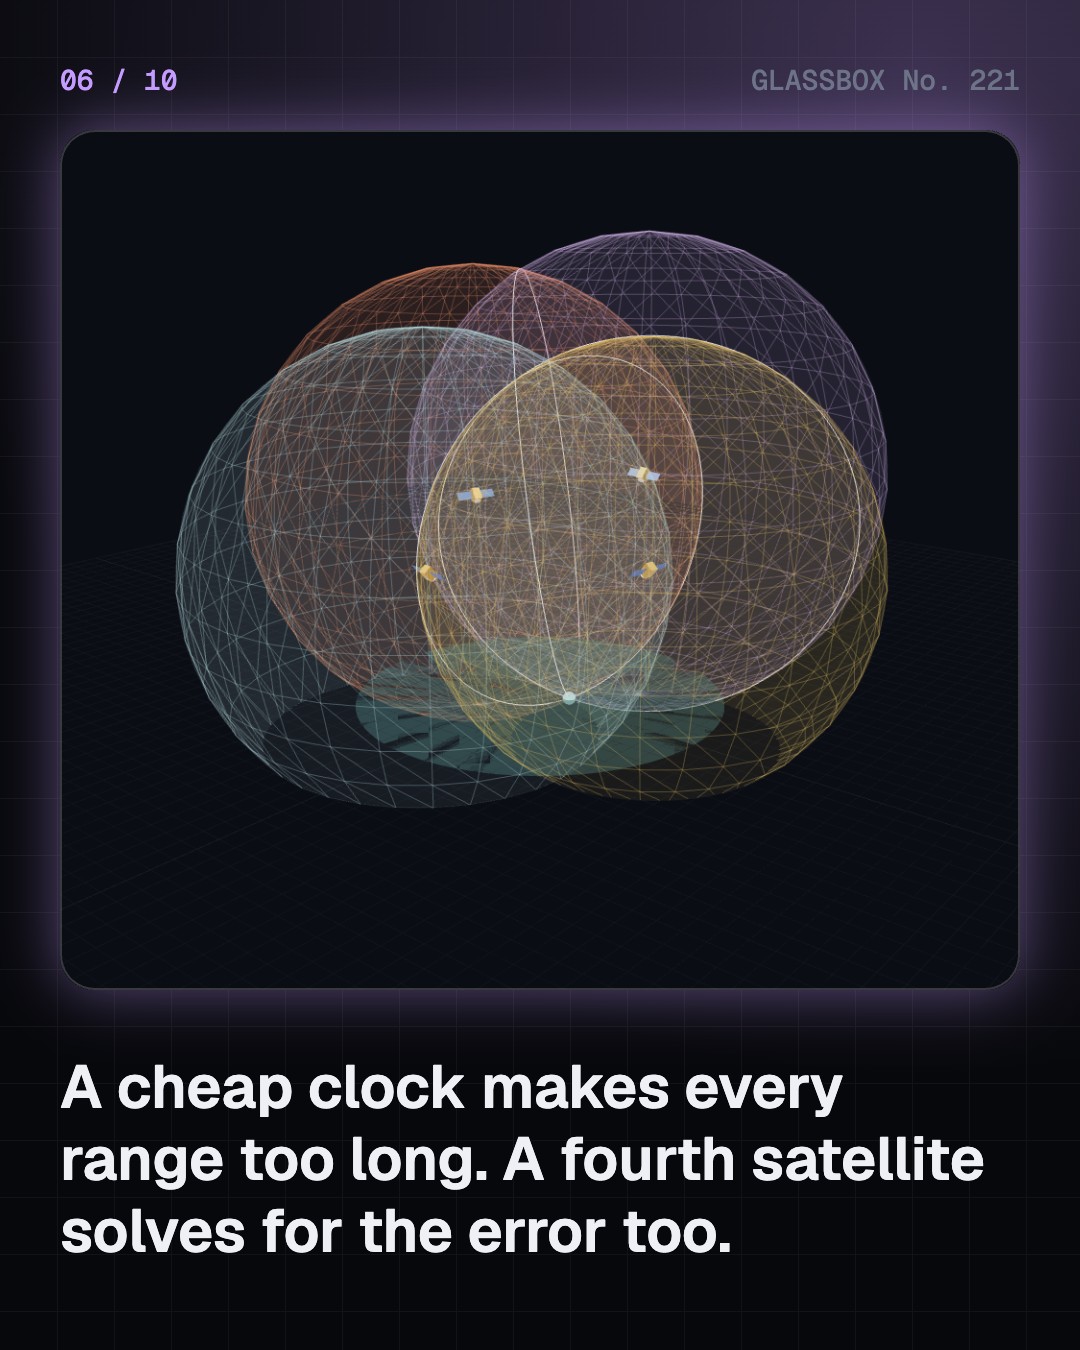 06 / 10
GLASSBOX No. 221
A cheap clock makes every
range too long. A fourth satellite
solves for the error too.